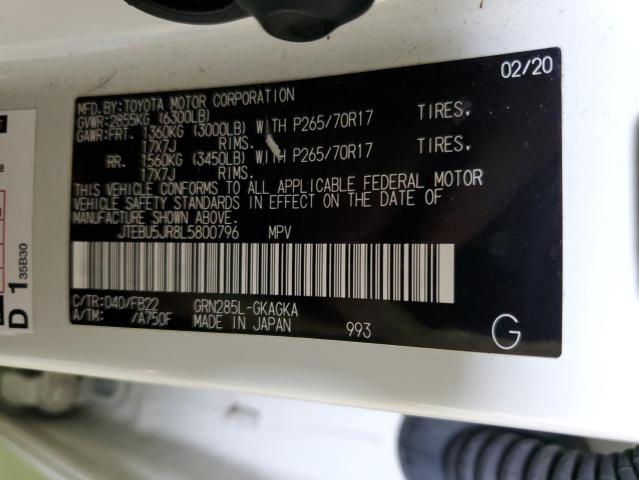 02/20
MFD.BY:TOYOTA MOTOR CORPORATION
GVWR:2855KG (6300LB)
GAWR:FRT. 1360KG (3000LB) WITH P265/70R17 TIRES,
17X7J RIMS.
RR. 1560KG (3450LB) WITH P265/70R17 TIRES,
17X7J RIMS.
THIS VEHICLE CONFORMS TO ALL APPLICABLE FEDERAL MOTOR
VEHICLE SAFETY STANDARDS IN EFFECT ON THE DATE OF
MANUFACTURE SHOWN ABOVE.
JTEBU5JR8L5800796 MPV
C/TR:040/FB22 GRN285L-GKAGKA
A/TM: /A750F MADE IN JAPAN 993
G
D 1
35B30